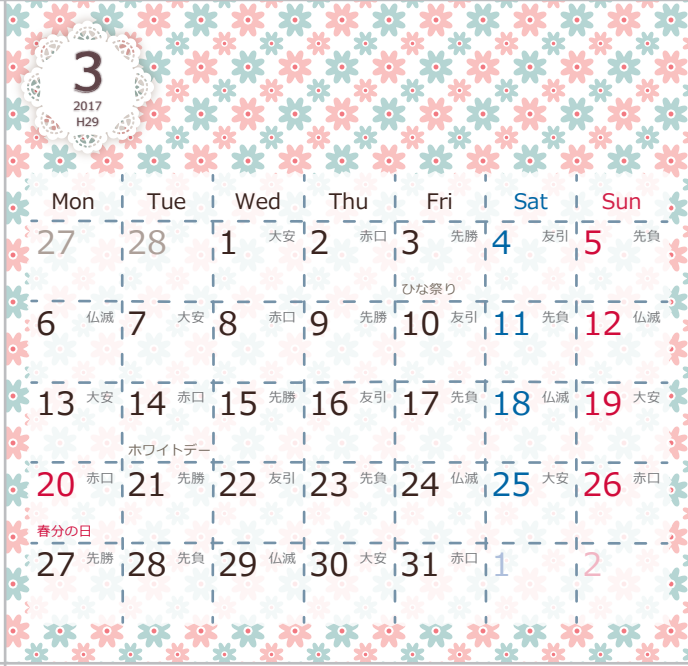 3
2017
H29
Mon Tue Wed Thu Fri Sat Sun
27 28 1 大安 2 赤口 3 先勝 4 友引 5 先負
ひな祭り
6 仏滅 7 大安 8 赤口 9 先勝 10 友引 11 先負 12 仏滅
13 大安 14 赤口 15 先勝 16 友引 17 先負 18 仏滅 19 大安
ホワイトデー
20 赤口 21 先勝 22 友引 23 先負 24 仏滅 25 大安 26 赤口
春分の日
27 先勝 28 先負 29 仏滅 30 大安 31 赤口 1 2